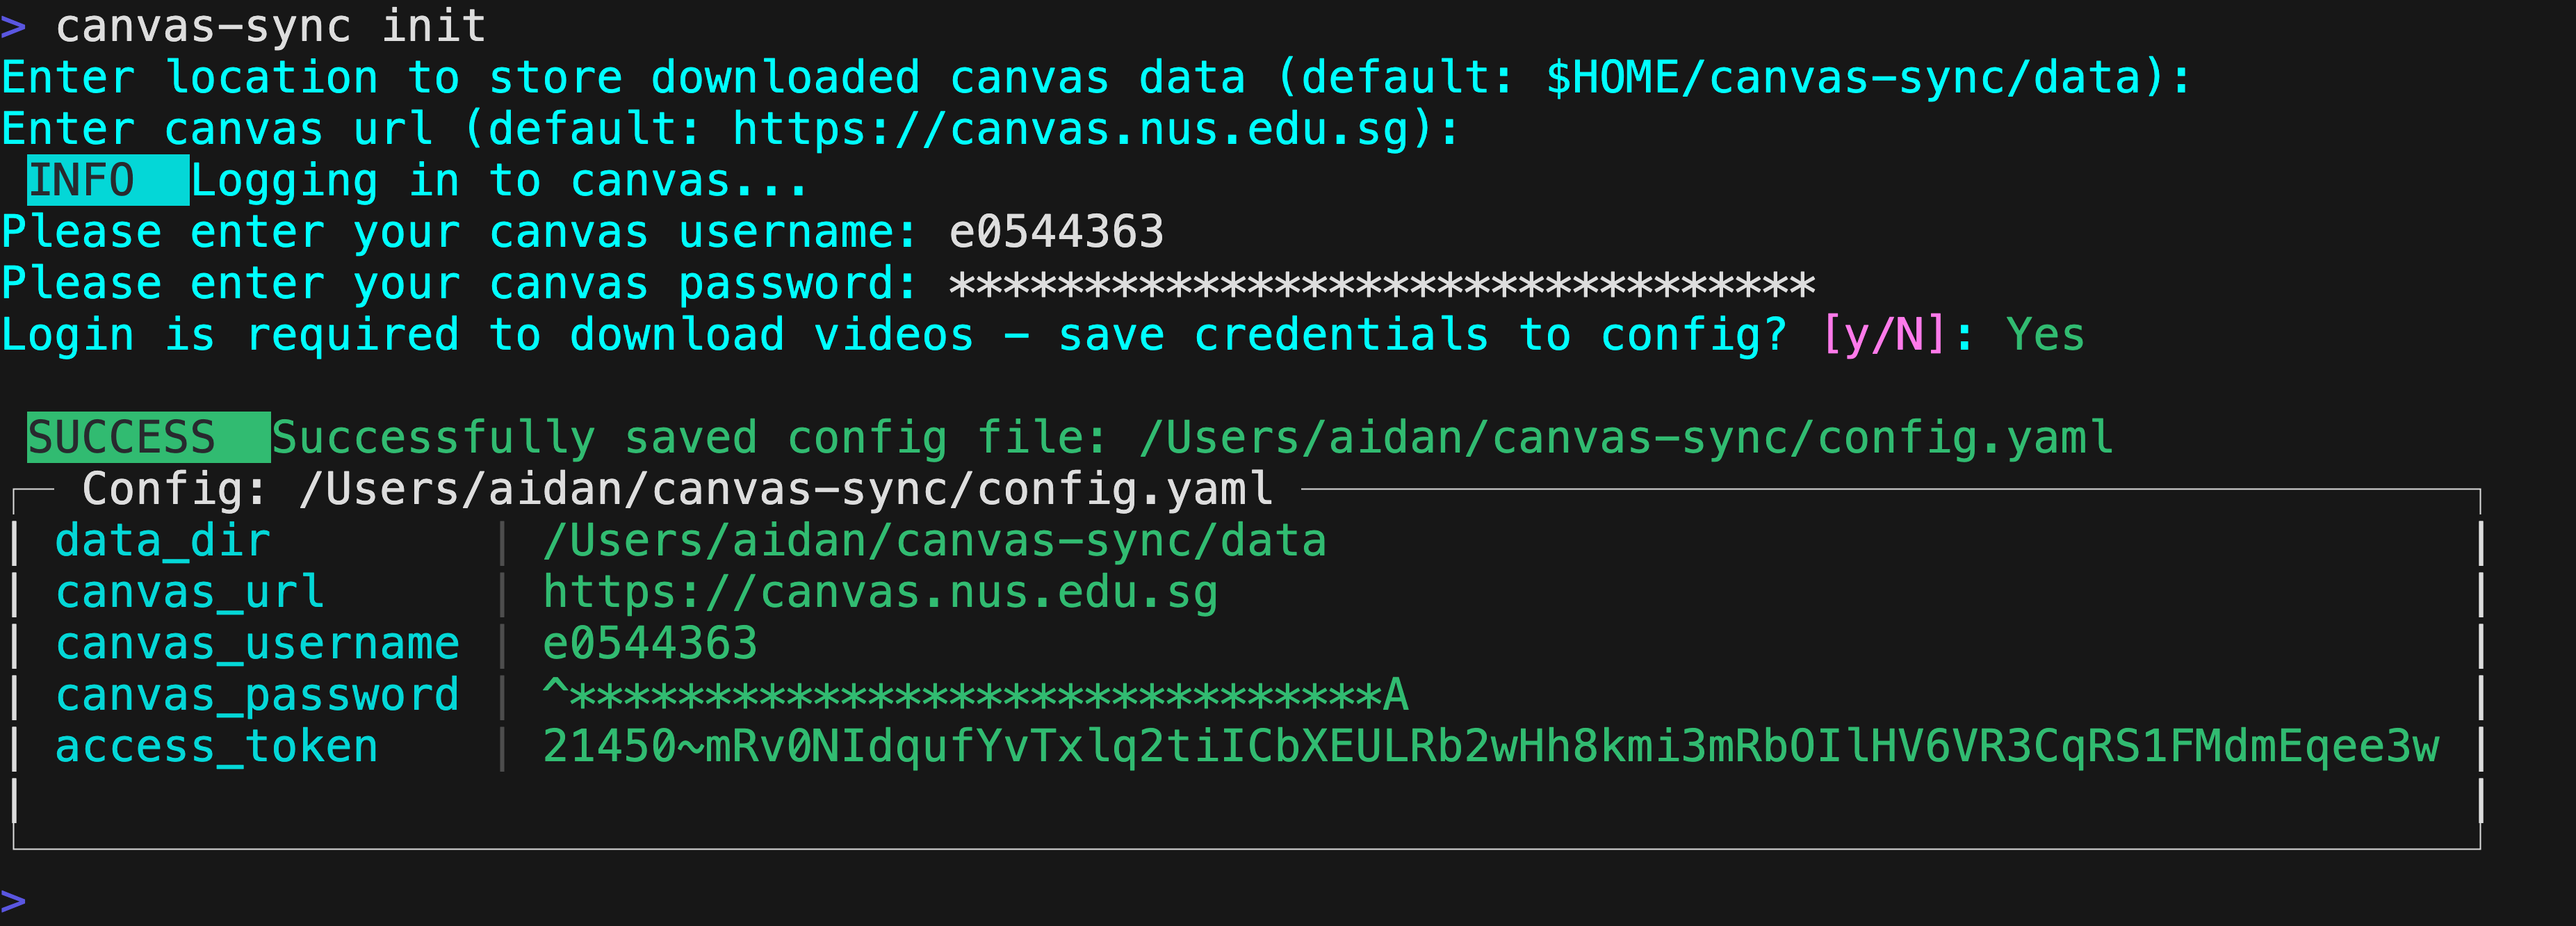 > canvas-sync init
Enter location to store downloaded canvas data (default: $HOME/canvas-sync/data):
Enter canvas url (default: https://canvas.nus.edu.sg):
INFO Logging in to canvas...
Please enter your canvas username: e0544363
Please enter your canvas password: ********************************
Login is required to download videos - save credentials to config? [y/N]: Yes
SUCCESS Successfully saved config file: /Users/aidan/canvas-sync/config.yaml
Config: /Users/aidan/canvas-sync/config.yaml
data_dir | /Users/aidan/canvas-sync/data
canvas_url | https://canvas.nus.edu.sg
canvas_username | e0544363
canvas_password | ^******************************A
access_token | 21450~mRv0NIdqufYvTxlq2tiICbXEULRb2wHh8kmi3mRbOIlHV6VR3CqRS1FMdmEqee3w
>